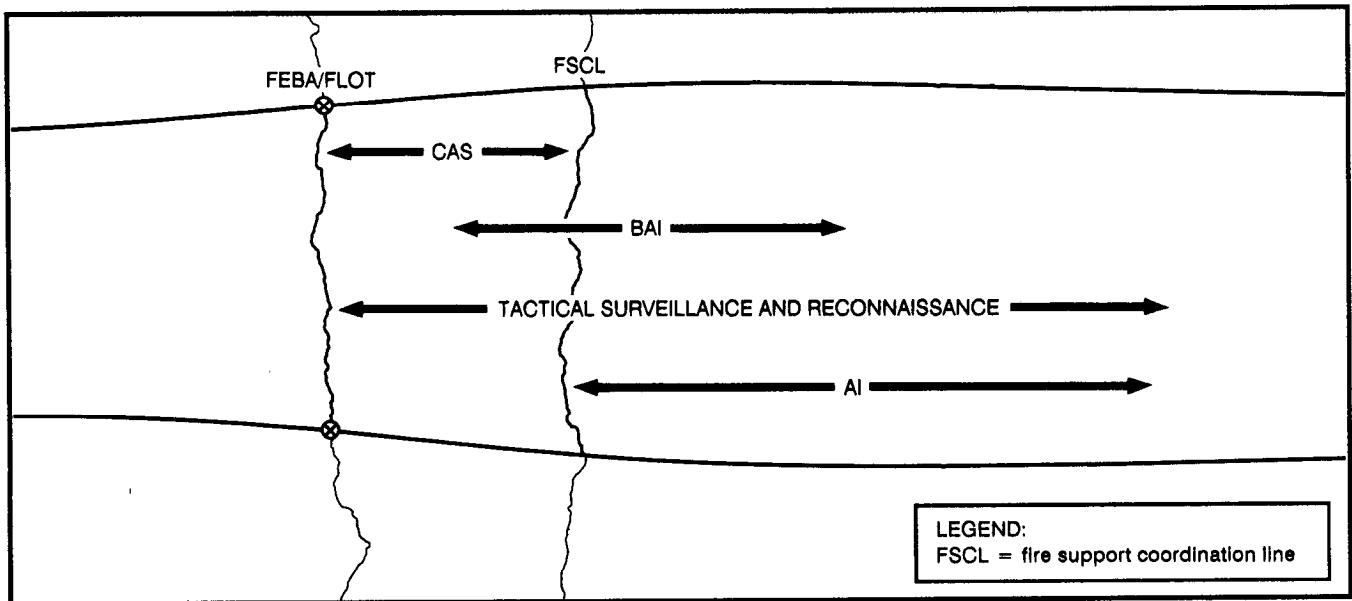 FEBA/FLOT
FSCL
CAS
BAI
TACTICAL SURVEILLANCE AND RECONNAISSANCE
AI
LEGEND:
FSCL = fire support coordination line